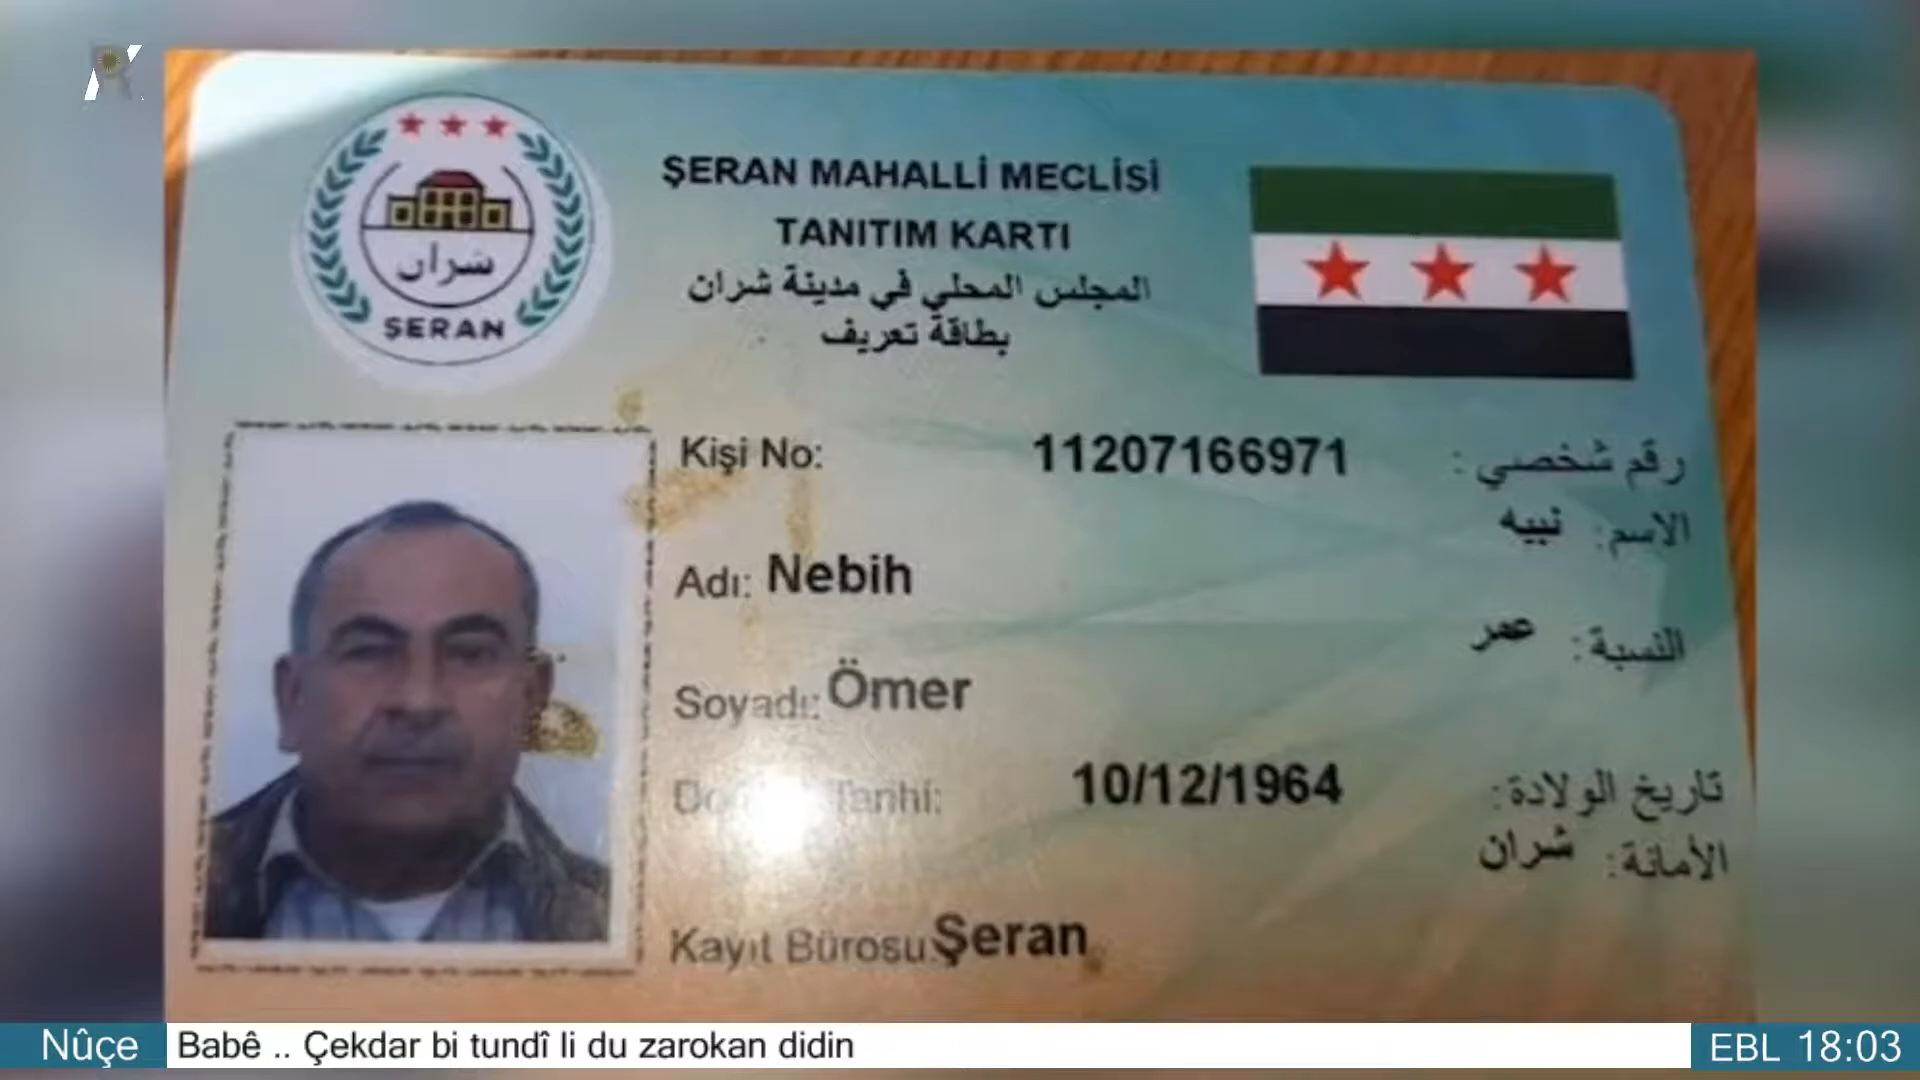 ŞERAN MAHALLİ MECLİSİ
TANITIM KARTI
المجلس المحلي في مدينة شران
بطاقة تعريف
شران
ŞERAN
Kişi No: 11207166971 رقم شخصي :
الاسم: نبيه
Adı: Nebih
النسبة: عمر
Soyadı: Ömer
Tarihi: 10/12/1964 تاريخ الولادة:
الأمانة: شران
Kayıt Bürosu: Şeran
Nûçe Babê .. Çekdar bi tundî li du zarokan didin EBL 18:03